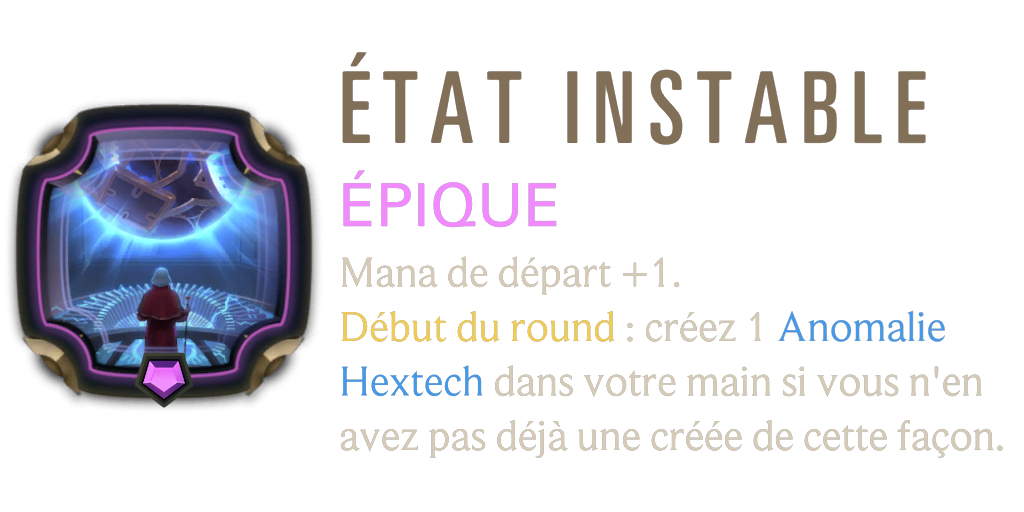 ÉTAT INSTABLE
ÉPIQUE
Mana de départ +1.
Début du round : créez 1 Anomalie
Hextech dans votre main si vous n'en
avez pas déjà une créée de cette façon.